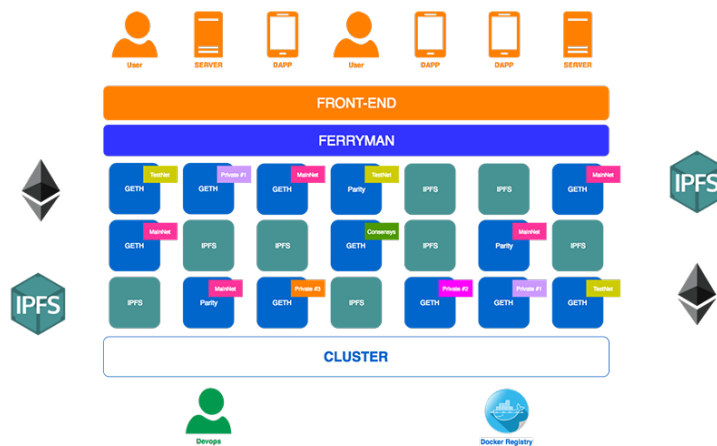 User SERVER DAPP User DAPP DAPP SERVER
FRONT-END
FERRYMAN
TestNet Private #1 MainNet TestNet MainNet
GETH GETH GETH Parity IPFS IPFS GETH
IPFS
MainNet Consensys MainNet
GETH IPFS IPFS GETH IPFS Parity IPFS
MainNet Private #3 Private #2 Private #1 TestNet
IPFS Parity GETH IPFS GETH GETH GETH
IPFS
CLUSTER
Devops Docker Registry